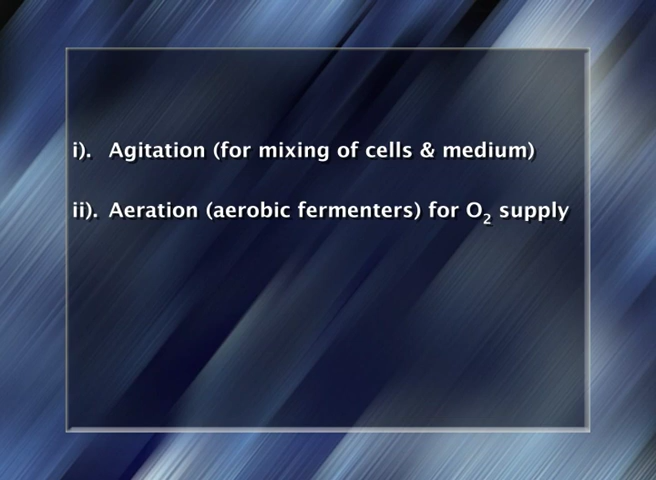 i). Agitation (for mixing of cells & medium)
ii). Aeration (aerobic fermenters) for O₂ supply